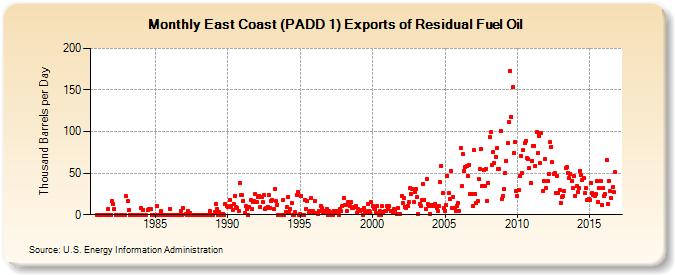 Monthly East Coast (PADD 1) Exports of Residual Fuel Oil
Thousand Barrels per Day
200
150
100
50
0
1985 1990 1995 2000 2005 2010 2015
Source: U.S. Energy Information Administration